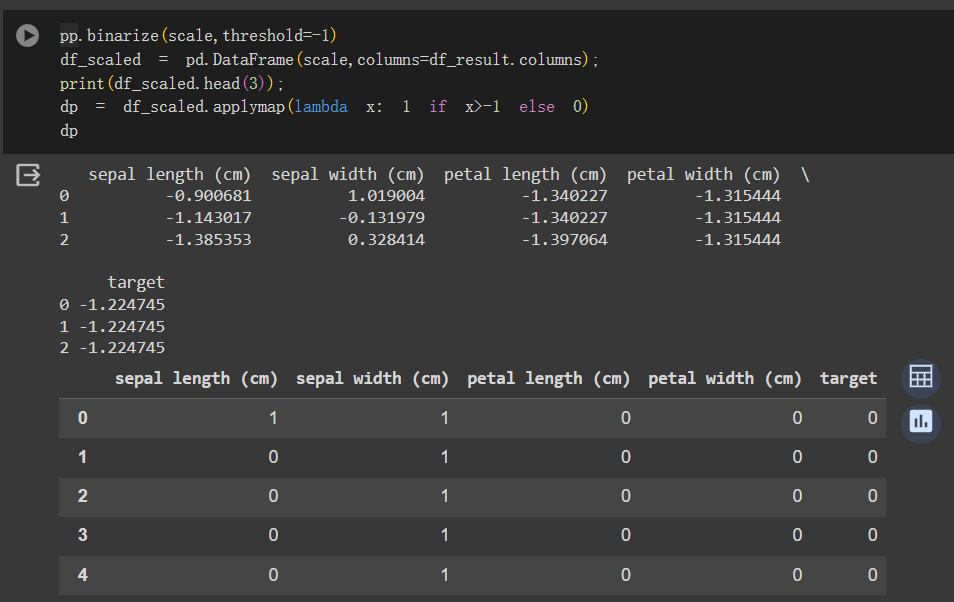 pp.binarize(scale,threshold=-1)
df_scaled = pd.DataFrame(scale,columns=df_result.columns);
print(df_scaled.head(3));
dp = df_scaled.applymap(lambda x: 1 if x>-1 else 0)
dp
sepal length (cm) sepal width (cm) petal length (cm) petal width (cm) \
0 -0.900681 1.019004 -1.340227 -1.315444
1 -1.143017 -0.131979 -1.340227 -1.315444
2 -1.385353 0.328414 -1.397064 -1.315444
target
0 -1.224745
1 -1.224745
2 -1.224745
sepal length (cm) sepal width (cm) petal length (cm) petal width (cm) target
0 1 1 0 0 0
1 0 1 0 0 0
2 0 1 0 0 0
3 0 1 0 0 0
4 0 1 0 0 0